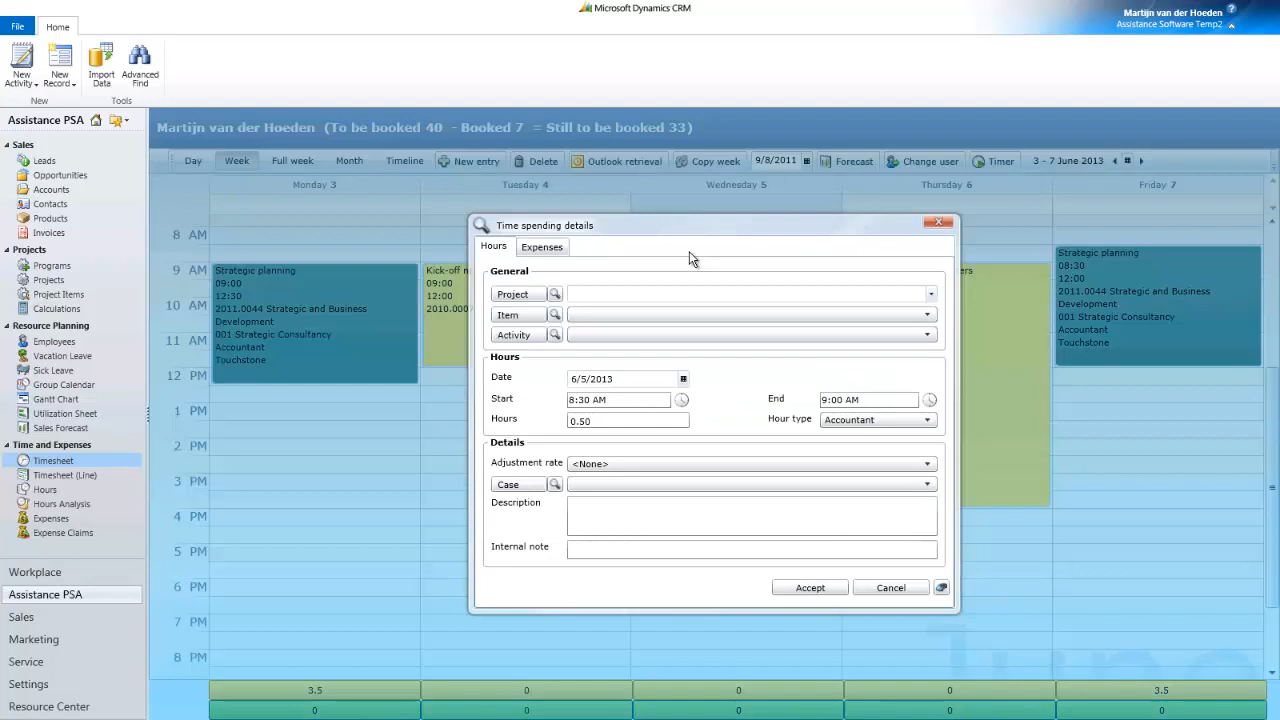 Microsoft Dynamics CRM
Martijn van der Hoeden
Assistance Software Temp2
File
Home
New Activity
New Record
Import Data
Advanced Find
New
Tools
Assistance PSA
Sales
Leads
Opportunities
Accounts
Contacts
Products
Invoices
Projects
Programs
Projects
Project Items
Calculations
Resource Planning
Employees
Vacation Leave
Sick Leave
Group Calendar
Gantt Chart
Utilization Sheet
Sales Forecast
Time and Expenses
Timesheet
Timesheet (Line)
Hours
Hours Analysis
Expenses
Expense Claims
Workplace
Assistance PSA
Sales
Marketing
Service
Settings
Resource Center
Martijn van der Hoeden (To be booked 40 - Booked 7 = Still to be booked 33)
Day
Week
Full week
Month
Timeline
New entry
Delete
Outlook retrieval
Copy week
9/8/2011
Forecast
Change user
Timer
3 - 7 June 2013
Monday 3
Tuesday 4
Wednesday 5
Thursday 6
Friday 7
8 AM
9 AM
10 AM
11 AM
12 PM
1 PM
2 PM
3 PM
4 PM
5 PM
6 PM
7 PM
8 PM
Strategic planning
09:00
12:30
2011.0044 Strategic and Business
Development
001 Strategic Consultancy
Accountant
Touchstone
Kick-off
09:00
12:00
Strategic planning
08:30
12:00
2011.0044 Strategic and Business
Development
001 Strategic Consultancy
Accountant
Touchstone
Time spending details
Hours
Expenses
General
Project
Item
Activity
Hours
Date
6/5/2013
Start
8:30 AM
End
9:00 AM
Hours
0.50
Hour type
Accountant
Details
Adjustment rate
<None>
Case
Description
Internal note
Accept
Cancel
3.5
0
0
0
3.5
0
0
0
0
0